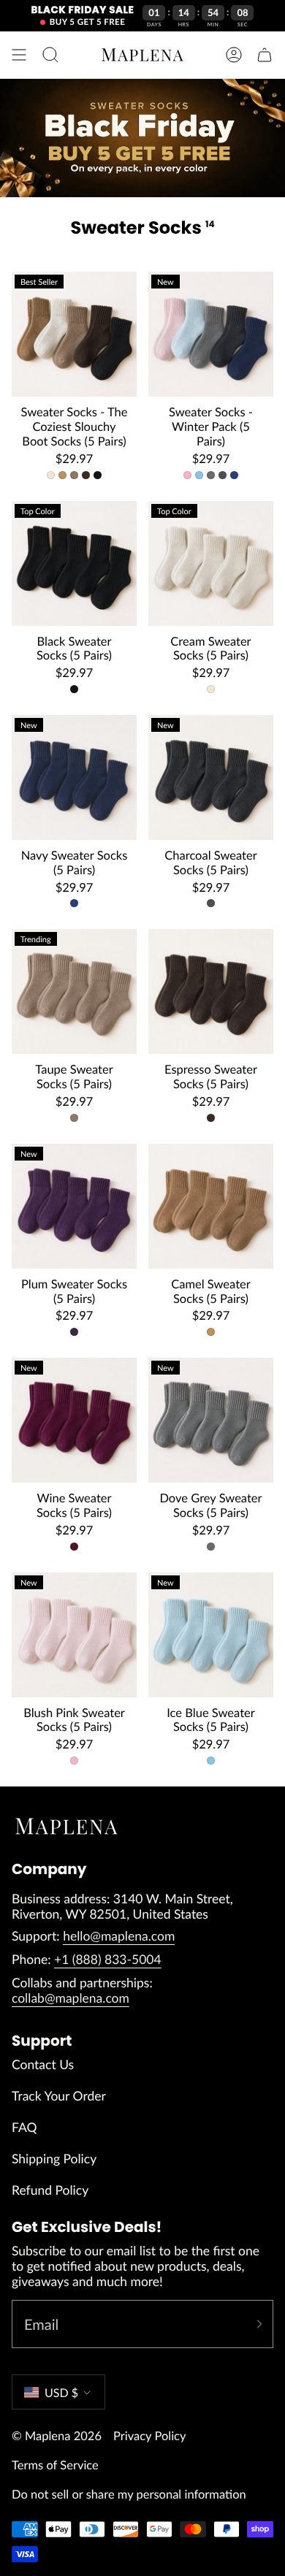 BLACK FRIDAY SALE
BUY 5 GET 5 FREE
01 : 14 : 54 : 08
DAYS HRS MIN SEC
MAPLENA
SWEATER SOCKS
Black Friday
BUY 5 GET 5 FREE
On every pack, in every color
Sweater Socks 14
Best Seller
Sweater Socks - The
Coziest Slouchy
Boot Socks (5 Pairs)
$29.97
New
Sweater Socks -
Winter Pack (5
Pairs)
$29.97
Top Color
Black Sweater
Socks (5 Pairs)
$29.97
Top Color
Cream Sweater
Socks (5 Pairs)
$29.97
New
Navy Sweater Socks
(5 Pairs)
$29.97
New
Charcoal Sweater
Socks (5 Pairs)
$29.97
Trending
Taupe Sweater
Socks (5 Pairs)
$29.97
Espresso Sweater
Socks (5 Pairs)
$29.97
New
Plum Sweater Socks
(5 Pairs)
$29.97
Camel Sweater
Socks (5 Pairs)
$29.97
New
Wine Sweater
Socks (5 Pairs)
$29.97
New
Dove Grey Sweater
Socks (5 Pairs)
$29.97
New
Blush Pink Sweater
Socks (5 Pairs)
$29.97
New
Ice Blue Sweater
Socks (5 Pairs)
$29.97
MAPLENA
Company
Business address: 3140 W. Main Street,
Riverton, WY 82501, United States
Support: hello@maplena.com
Phone: +1 (888) 833-5004
Collabs and partnerships:
collab@maplena.com
Support
Contact Us
Track Your Order
FAQ
Shipping Policy
Refund Policy
Get Exclusive Deals!
Subscribe to our email list to be the first one
to get notified about new products, deals,
giveaways and much more!
Email
USD $
© Maplena 2026 Privacy Policy
Terms of Service
Do not sell or share my personal information
AMEX Pay DISCOVER G Pay PayPal shop
VISA